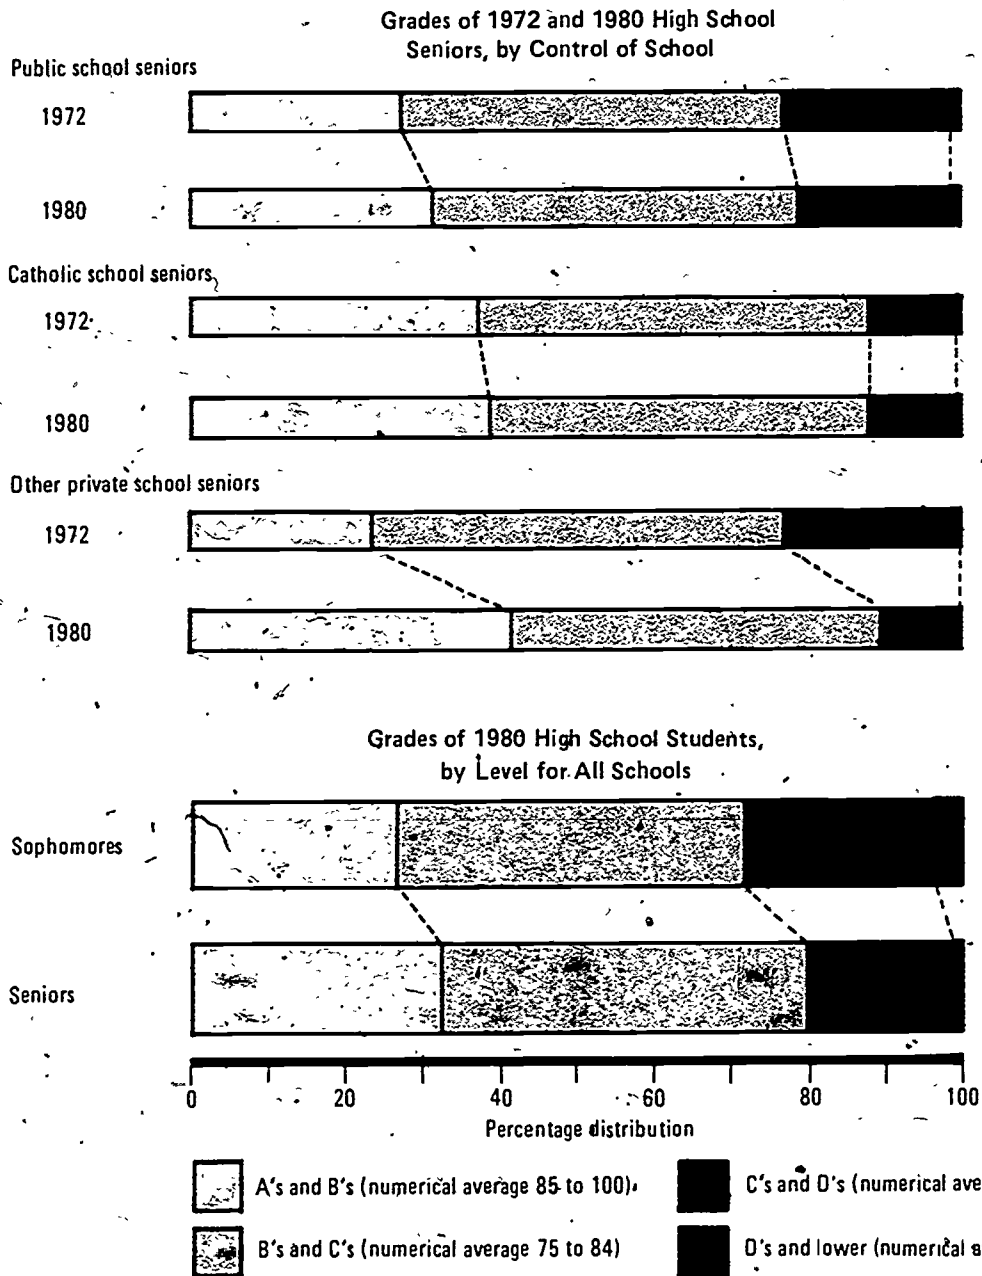 Grades of 1972 and 1980 High School
Seniors, by Control of School
Public school seniors
1972
1980
Catholic school seniors
1972
1980
Other private school seniors
1972
1980
Grades of 1980 High School Students,
by Level for All Schools
Sophomores
Seniors
0 20 40 60 80 100
Percentage distribution
A's and B's (numerical average 85 to 100)
C's and D's (numerical ave
B's and C's (numerical average 75 to 84)
D's and lower (numerical a